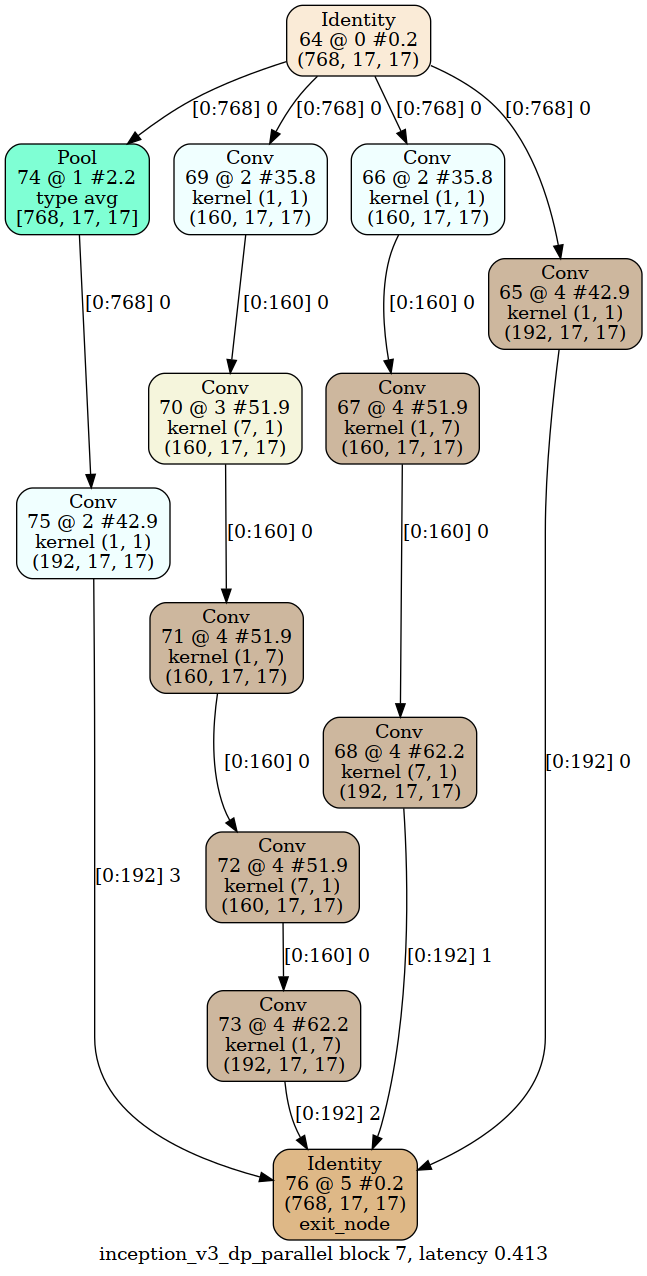 Identity
64 @ 0 #0.2
(768, 17, 17)
[0:768] 0
[0:768] 0
[0:768] 0
[0:768] 0
Pool
74 @ 1 #2.2
type avg
[768, 17, 17]
Conv
69 @ 2 #35.8
kernel (1, 1)
(160, 17, 17)
Conv
66 @ 2 #35.8
kernel (1, 1)
(160, 17, 17)
Conv
65 @ 4 #42.9
kernel (1, 1)
(192, 17, 17)
[0:768] 0
[0:160] 0
[0:160] 0
Conv
70 @ 3 #51.9
kernel (7, 1)
(160, 17, 17)
Conv
67 @ 4 #51.9
kernel (1, 7)
(160, 17, 17)
Conv
75 @ 2 #42.9
kernel (1, 1)
(192, 17, 17)
[0:160] 0
[0:160] 0
Conv
71 @ 4 #51.9
kernel (1, 7)
(160, 17, 17)
Conv
68 @ 4 #62.2
kernel (7, 1)
(192, 17, 17)
[0:160] 0
[0:192] 0
Conv
72 @ 4 #51.9
kernel (7, 1)
(160, 17, 17)
[0:192] 3
[0:160] 0
[0:192] 1
Conv
73 @ 4 #62.2
kernel (1, 7)
(192, 17, 17)
[0:192] 2
Identity
76 @ 5 #0.2
(768, 17, 17)
exit_node
inception_v3_dp_parallel block 7, latency 0.413